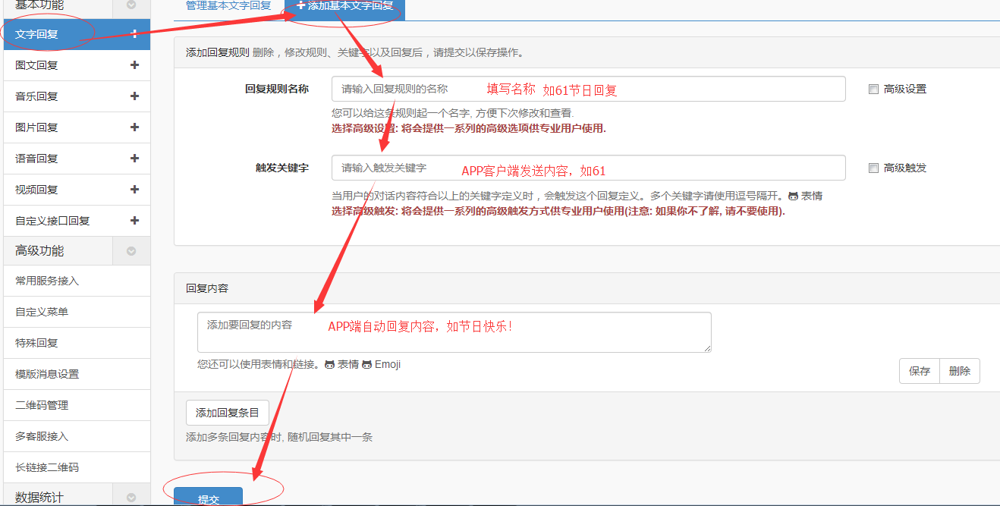 基本功能
文字回复
图文回复
音乐回复
图片回复
语音回复
视频回复
自定义接口回复
高级功能
常用服务接入
自定义菜单
特殊回复
模版消息设置
二维码管理
多客服接入
长链接二维码
数据统计
管理基本文字回复
添加基本文字回复
添加回复规则 删除，修改规则、关键字以及回复后，请提交以保存操作。
回复规则名称 请输入回复规则的名称 填写名称 如61节日回复 高级设置
您可以给这条规则起一个名字, 方便下次修改和查看.
选择高级设置: 将会提供一系列的高级选项供专业用户使用.
触发关键字 请输入触发关键字 APP客户端发送内容，如61 高级触发
当用户的对话内容符合以上的关键字定义时，会触发这个回复定义。多个关键字请使用逗号隔开。 表情
选择高级触发: 将会提供一系列的高级触发方式供专业用户使用(注意: 如果你不了解, 请不要使用).
回复内容
添加要回复的内容 APP端自动回复内容，如节日快乐！
您还可以使用表情和链接。 表情 Emoji
保存 删除
添加回复条目
添加多条回复内容时, 随机回复其中一条
提交